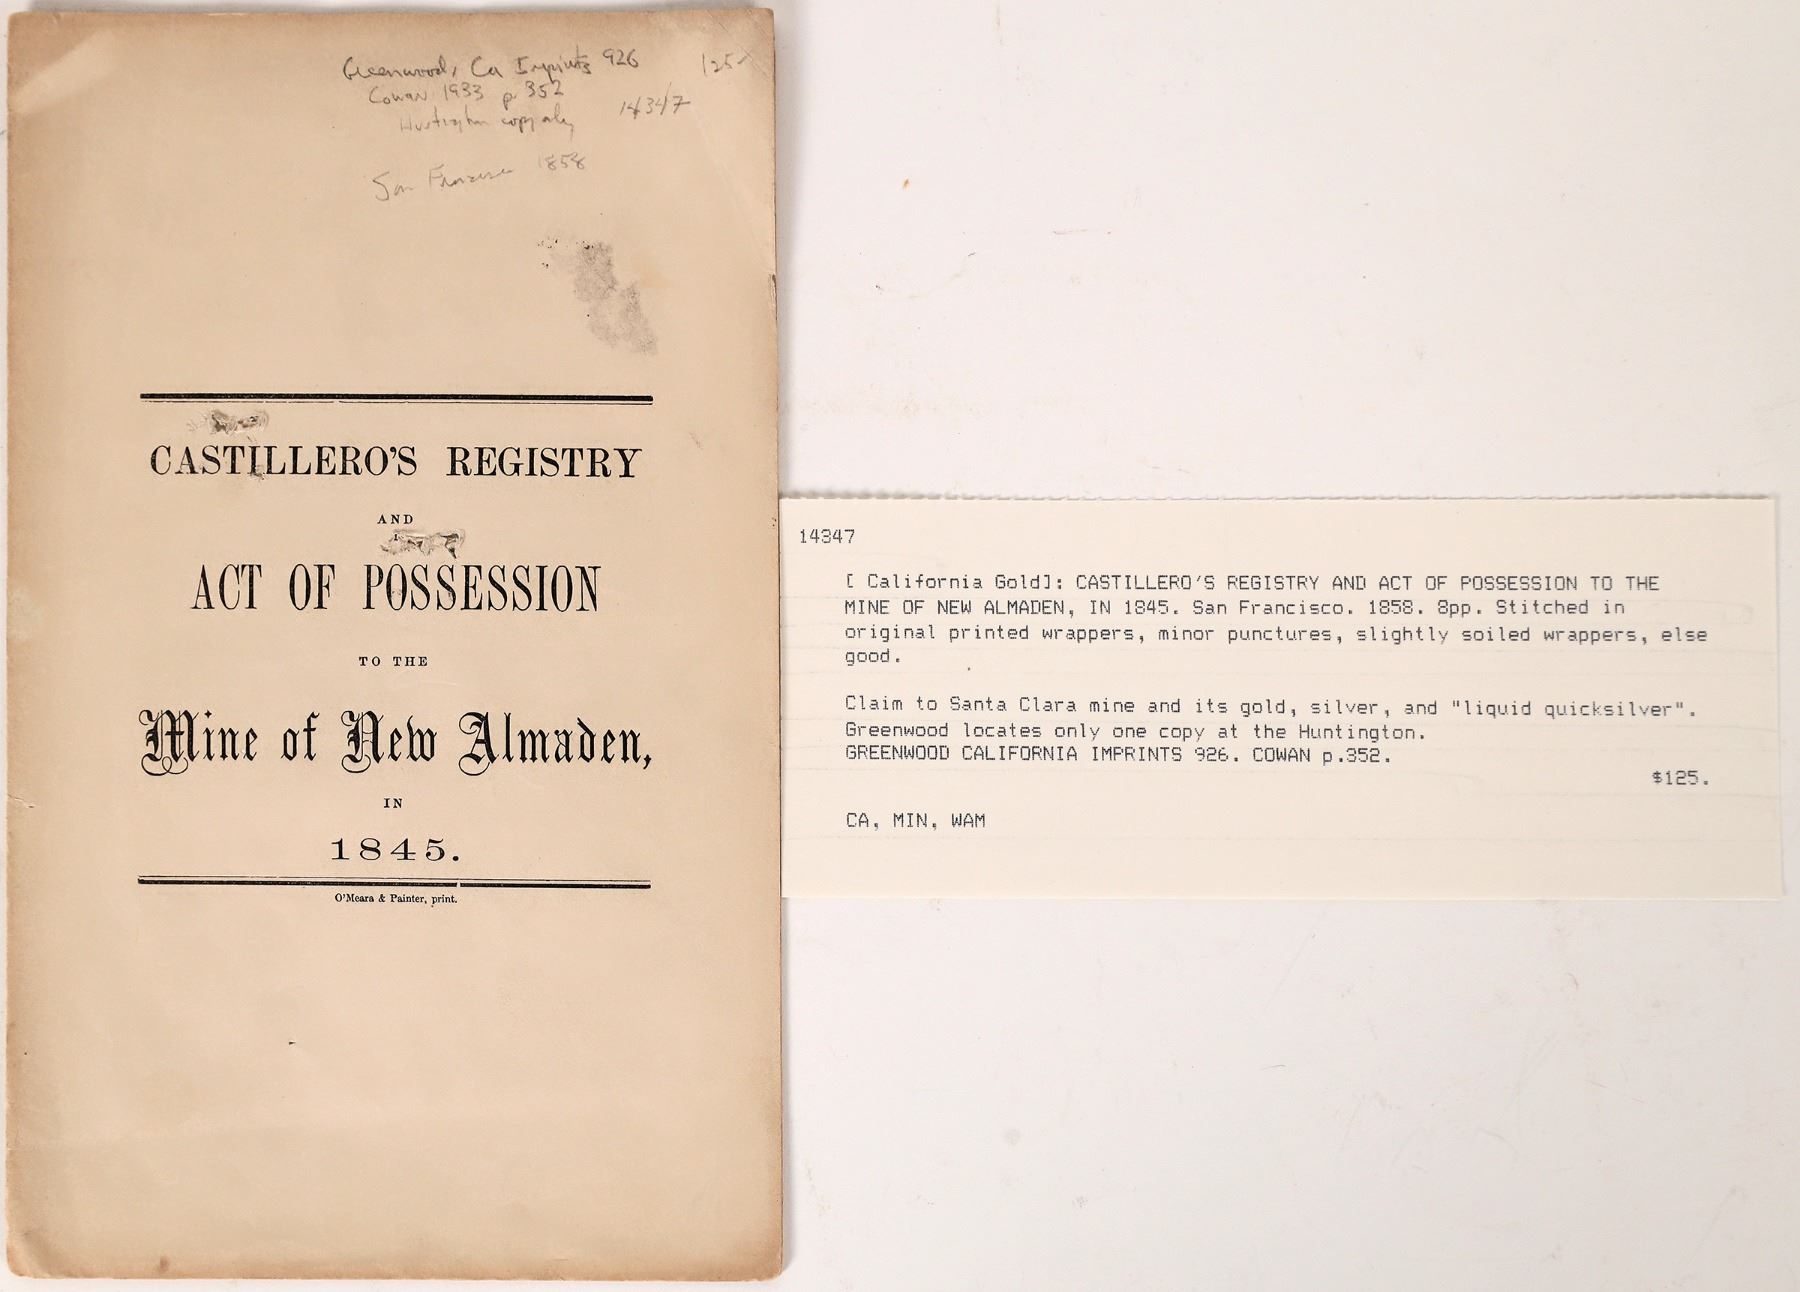 Greenwood, Ca Imprints 926
125-
Cowan 1933 p. 352
14347
Huntington copy only
San Francisco 1858
CASTILLERO'S REGISTRY
AND
ACT OF POSSESSION
TO THE
Mine of New Almaden,
IN
1845.
O'Meara & Painter, print.
14347
[ California Gold]: CASTILLERO'S REGISTRY AND ACT OF POSSESSION TO THE
MINE OF NEW ALMADEN, IN 1845. San Francisco. 1858. 8pp. Stitched in
original printed wrappers, minor punctures, slightly soiled wrappers, else
good.
Claim to Santa Clara mine and its gold, silver, and "liquid quicksilver".
Greenwood locates only one copy at the Huntington.
GREENWOOD CALIFORNIA IMPRINTS 926. COWAN p.352.
$125.
CA, MIN, WAM